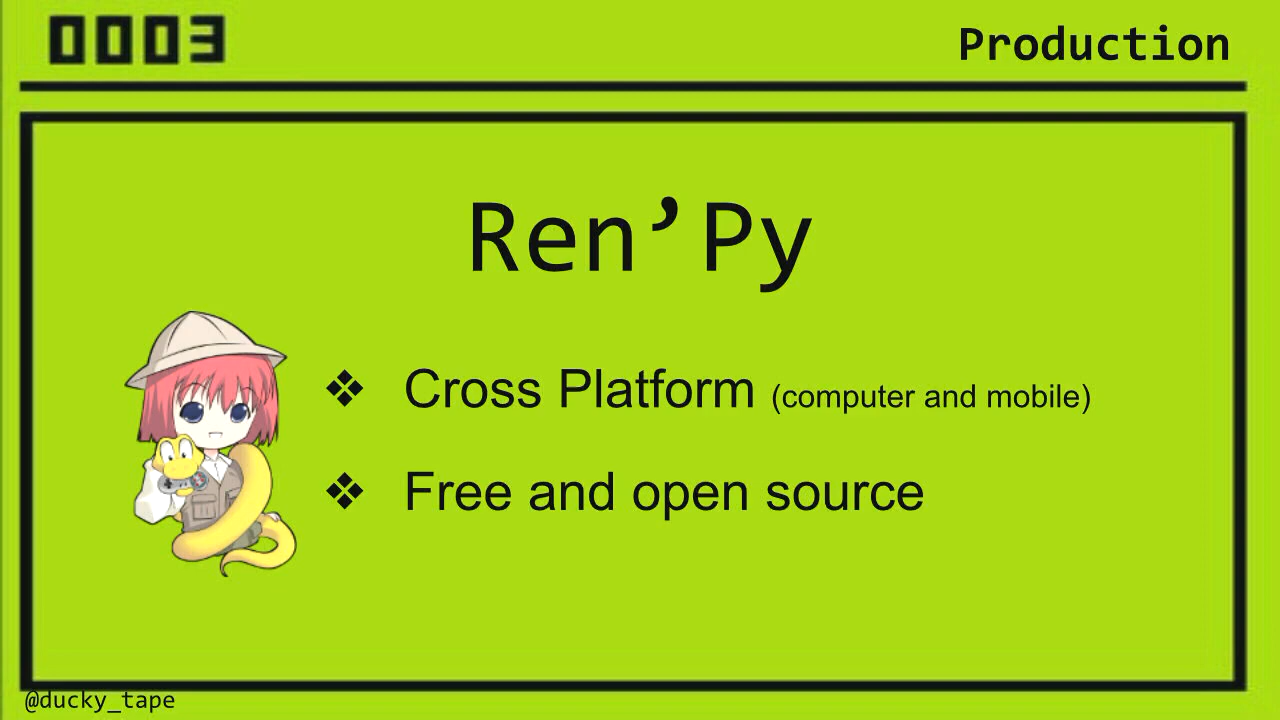 0003
Production
Ren’Py
❖ Cross Platform (computer and mobile)
❖ Free and open source
@ducky_tape